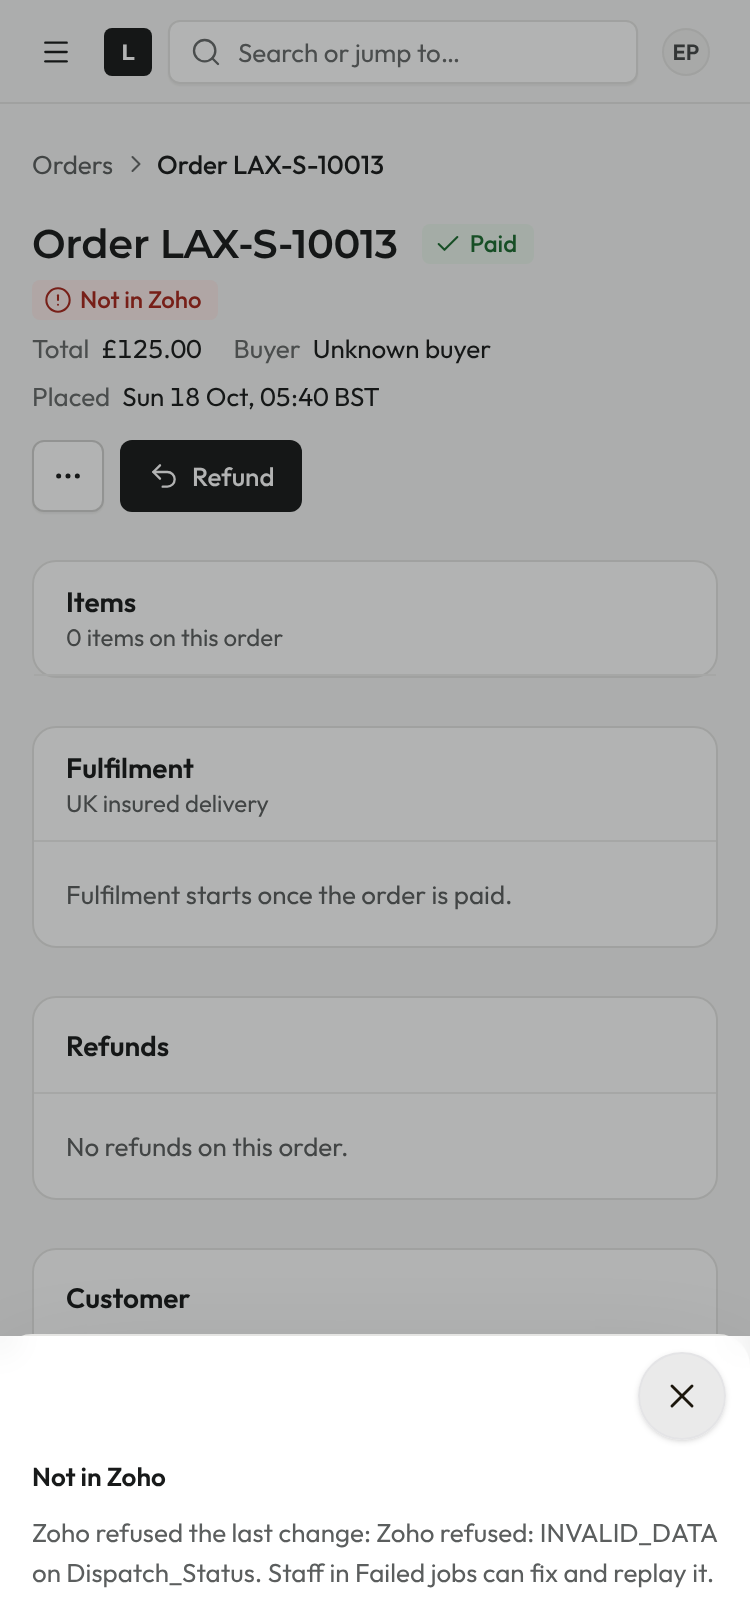 L
Search or jump to...
EP
Orders > Order LAX-S-10013
Order LAX-S-10013
Paid
Not in Zoho
Total £125.00 Buyer Unknown buyer
Placed Sun 18 Oct, 05:40 BST
Refund
Items
0 items on this order
Fulfilment
UK insured delivery
Fulfilment starts once the order is paid.
Refunds
No refunds on this order.
Customer
Not in Zoho
Zoho refused the last change: Zoho refused: INVALID_DATA
on Dispatch_Status. Staff in Failed jobs can fix and replay it.